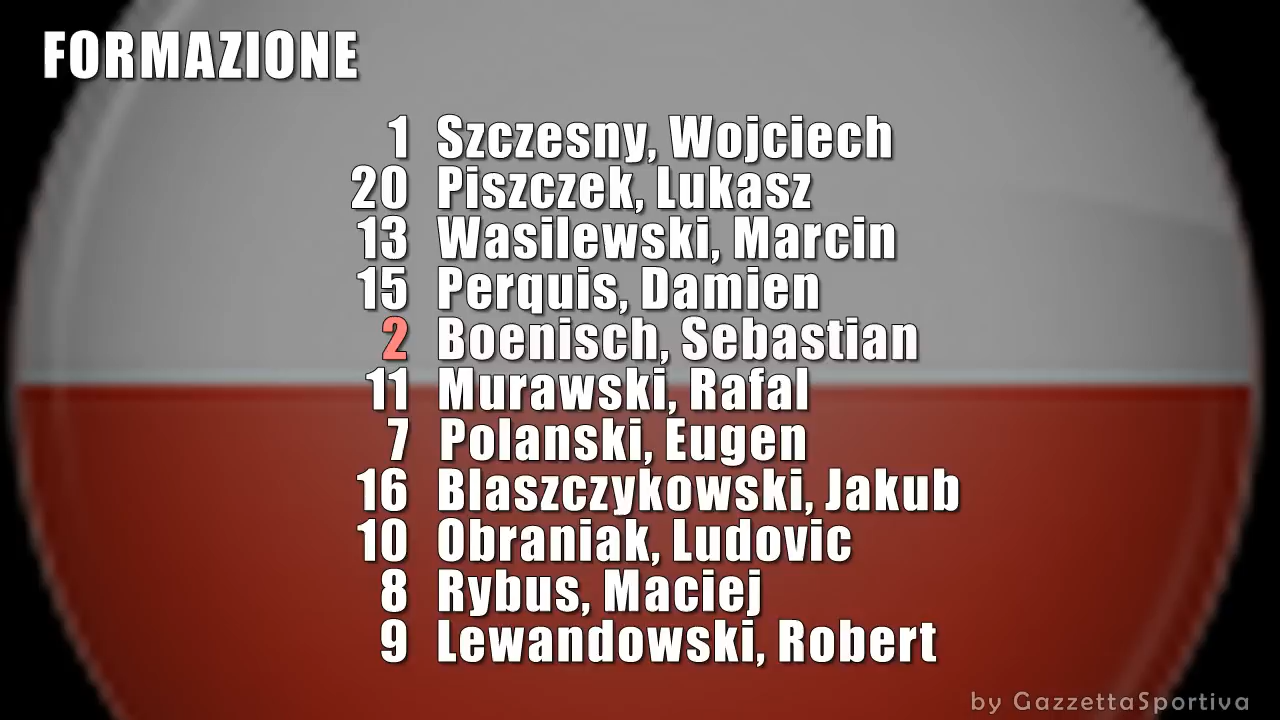 FORMAZIONE
1 Szczesny, Wojciech
20 Piszczek, Lukasz
13 Wasilewski, Marcin
15 Perquis, Damien
2 Boenisch, Sebastian
11 Murawski, Rafal
7 Polanski, Eugen
16 Blaszczykowski, Jakub
10 Obraniak, Ludovic
8 Rybus, Maciej
9 Lewandowski, Robert
by GazzettaSportiva